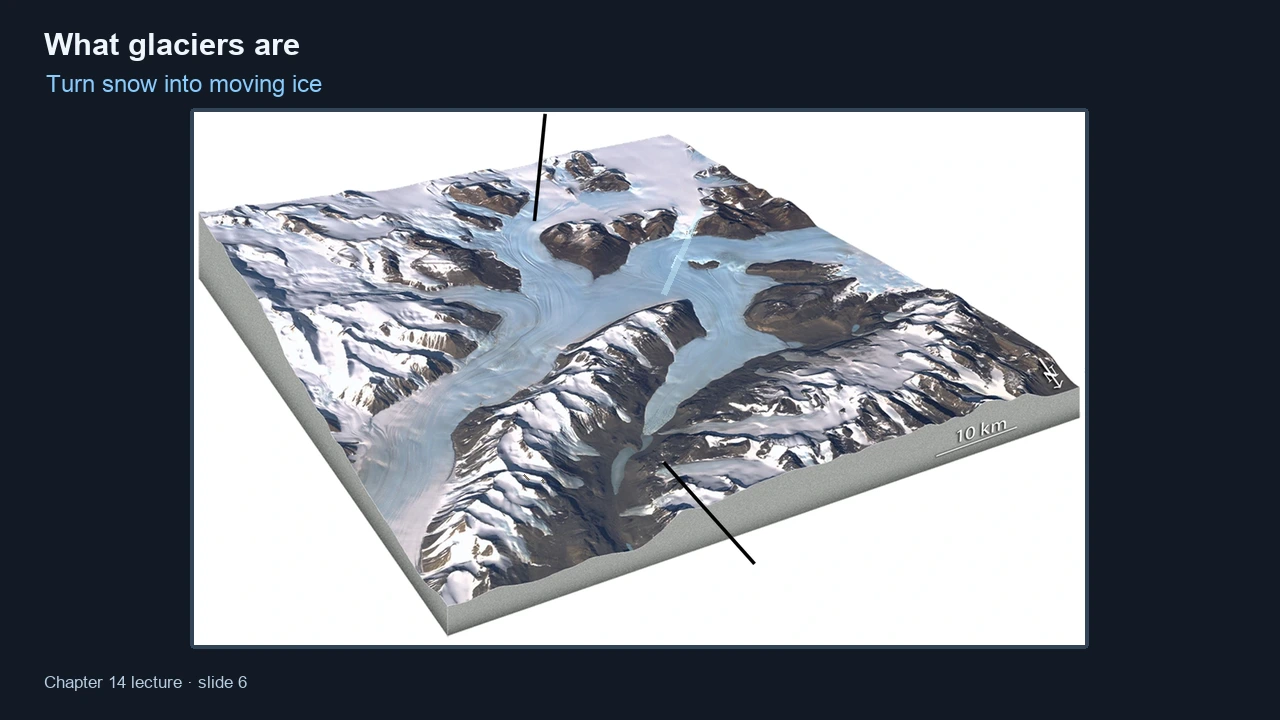 What glaciers are
Turn snow into moving ice
N
10 km
Chapter 14 lecture · slide 6